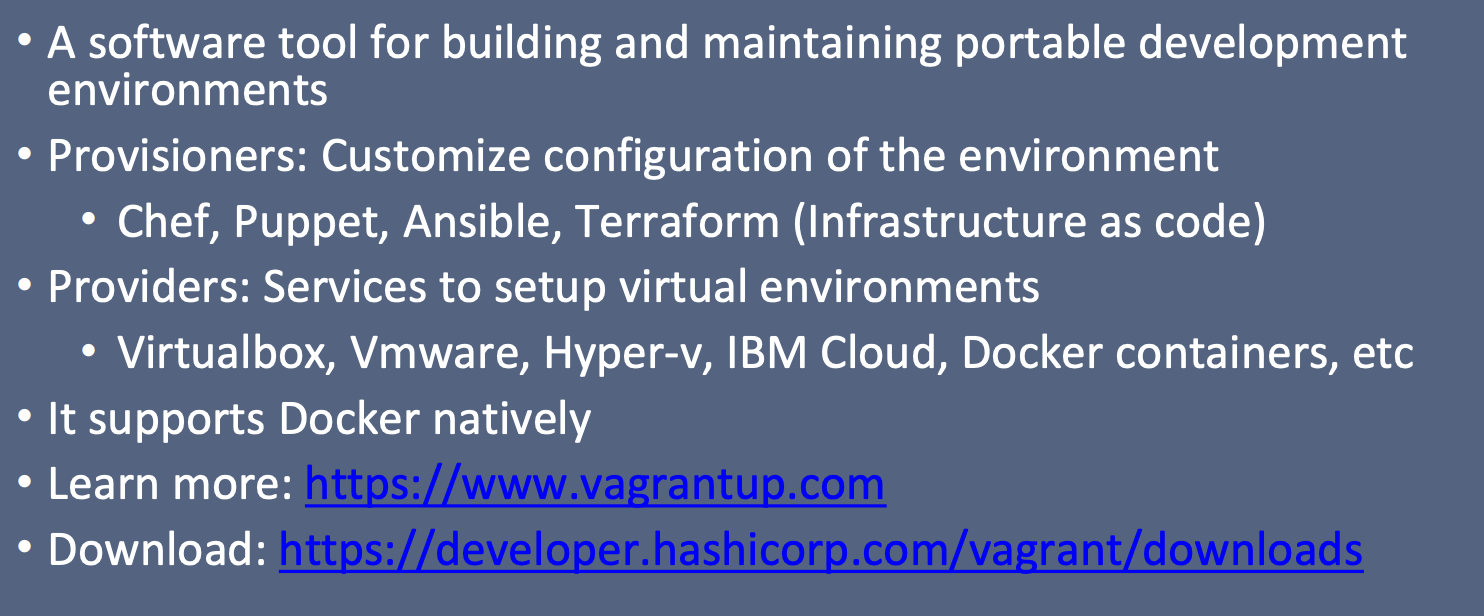 • A software tool for building and maintaining portable development
environments
• Provisioners: Customize configuration of the environment
• Chef, Puppet, Ansible, Terraform (Infrastructure as code)
• Providers: Services to setup virtual environments
• Virtualbox, Vmware, Hyper-v, IBM Cloud, Docker containers, etc
• It supports Docker natively
• Learn more: https://www.vagrantup.com
• Download: https://developer.hashicorp.com/vagrant/downloads